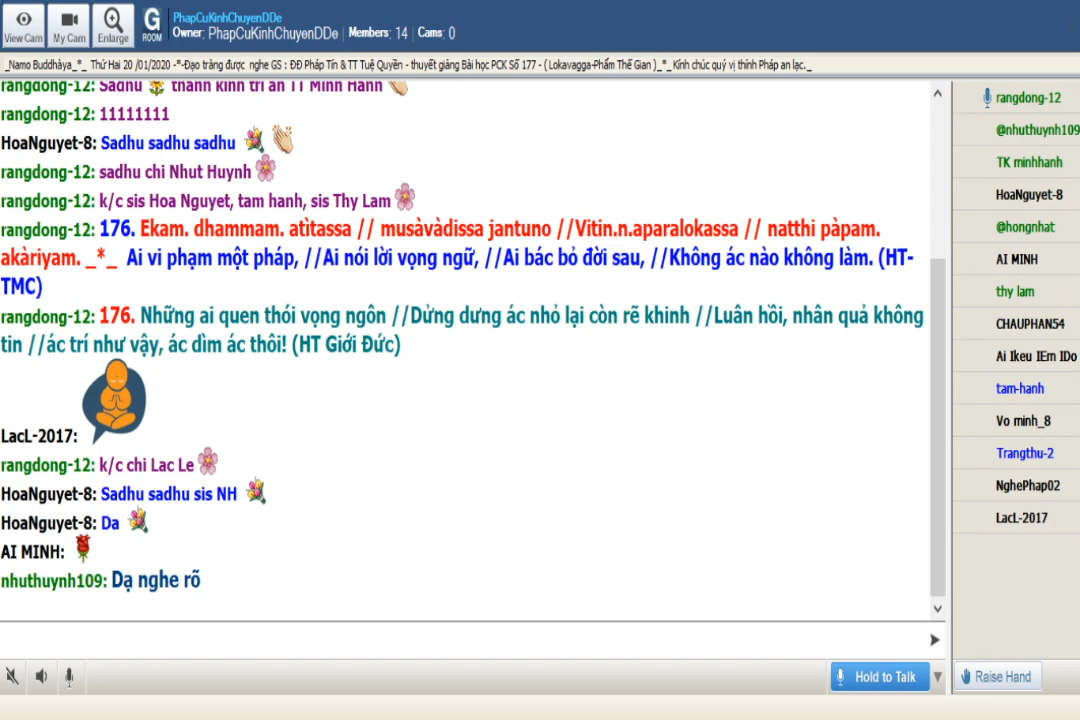 View Cam
My Cam
Enlarge
G
ROOM
PhapCuKinhChuyenDDe
Owner: PhapCuKinhChuyenDDe | Members: 14 | Cams: 0
_Namo Buddhàya_*_ Thứ Hai 20 /01/2020 -*-Đạo tràng được nghe GS : ĐĐ Pháp Tín & TT Tuệ Quyền - thuyết giảng Bài học PCK Số 177 - ( Lokavagga-Phẩm Thế Gian )_*_Kính chúc quý vị thính Pháp an lạc._
rangdong-12: Sadhu thành kính tri ân TT Minh Hạnh
rangdong-12: 11111111
HoaNguyet-8: Sadhu sadhu sadhu
rangdong-12: sadhu chi Nhut Huynh
rangdong-12: k/c sis Hoa Nguyet, tam hanh, sis Thy Lam
rangdong-12: 176. Ekam. dhammam. atìtassa // musàvàdissa jantuno //Vitin.n.aparalokassa // natthi pàpam.
akàriyam. _*_ Ai vi phạm một pháp, //Ai nói lời vọng ngữ, //Ai bác bỏ đời sau, //Không ác nào không làm. (HT-
TMC)
rangdong-12: 176. Những ai quen thói vọng ngôn //Dửng dưng ác nhỏ lại còn rẽ khinh //Luân hồi, nhân quả không
tin //ác trí như vậy, ác dìm ác thôi! (HT Giới Đức)
LacL-2017:
rangdong-12: k/c chi Lac Le
HoaNguyet-8: Sadhu sadhu sis NH
HoaNguyet-8: Da
AI MINH:
nhuthuynh109: Dạ nghe rõ
rangdong-12
@nhuthuynh109
TK minhhanh
HoaNguyet-8
@hongnhat
AI MINH
thy lam
CHAUPHAN54
Ai Ikeu IEm IDo
tam-hanh
Vo minh_8
Trangthu-2
NghePhap02
LacL-2017
Hold to Talk
Raise Hand